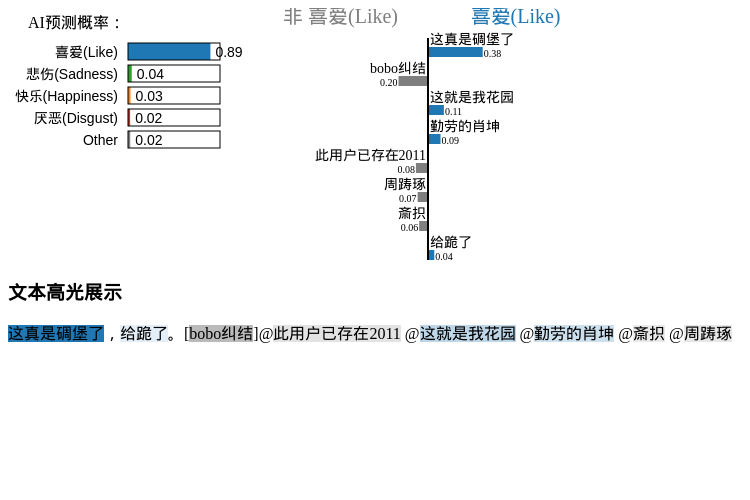 AI预测概率：
喜爱(Like) 0.89
悲伤(Sadness) 0.04
快乐(Happiness) 0.03
厌恶(Disgust) 0.02
Other 0.02
非 喜爱(Like) 喜爱(Like)
这真是碉堡了
0.38
bobo纠结
0.20
这就是我花园
0.11
勤劳的肖坤
0.09
此用户已存在2011
0.08
周踌琢
0.07
斋抧
0.06
给跪了
0.04
文本高光展示
这真是碉堡了，给跪了。[bobo纠结]@此用户已存在2011 @这就是我花园 @勤劳的肖坤 @斋抧 @周踌琢